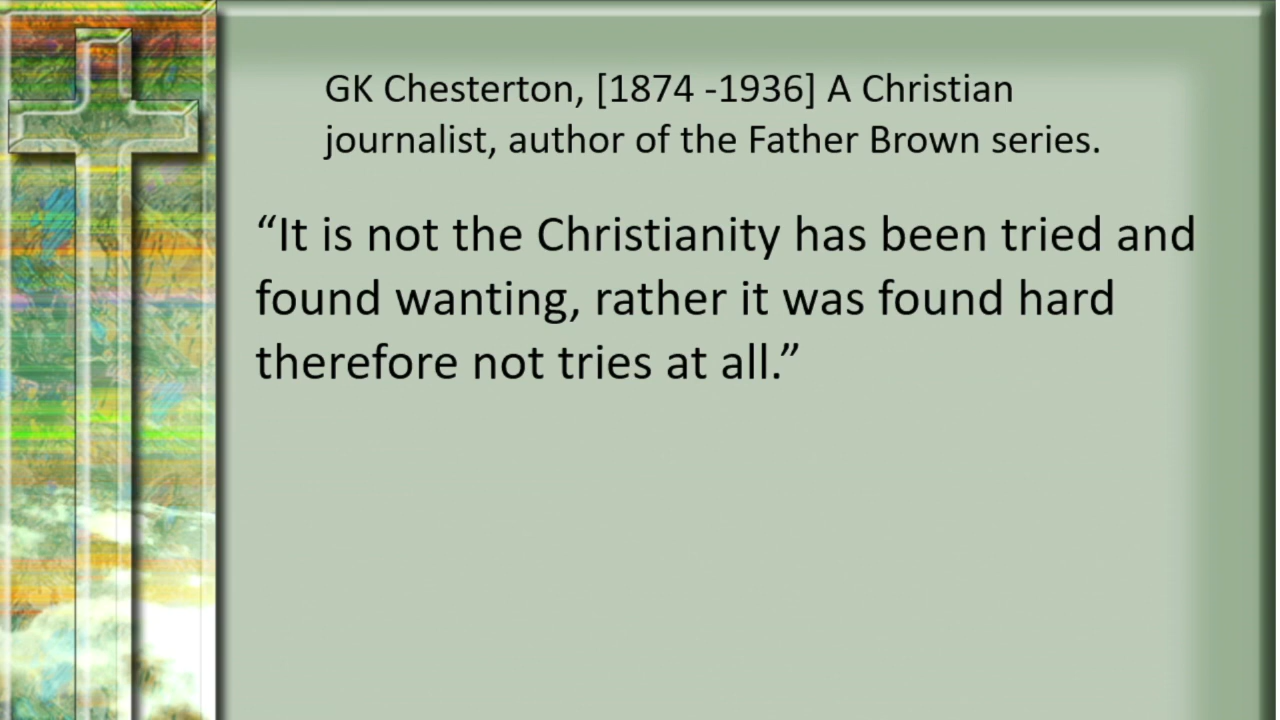 GK Chesterton, [1874 -1936] A Christian
journalist, author of the Father Brown series.
“It is not the Christianity has been tried and
found wanting, rather it was found hard
therefore not tries at all.”